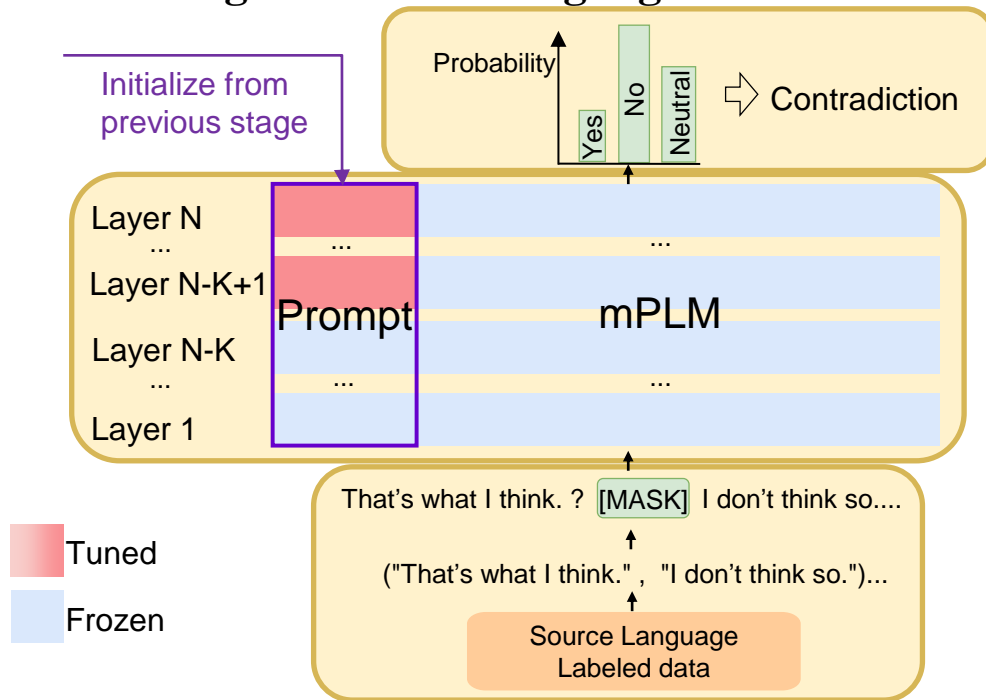 Probability
Yes
No
Neutral
Contradiction
Initialize from
previous stage
Layer N
...
...
...
Layer N-K+1
Prompt
mPLM
Layer N-K
...
...
...
Layer 1
That's what I think. ? [MASK] I don't think so....
("That's what I think." , "I don't think so.")...
Source Language
Labeled data
Tuned
Frozen